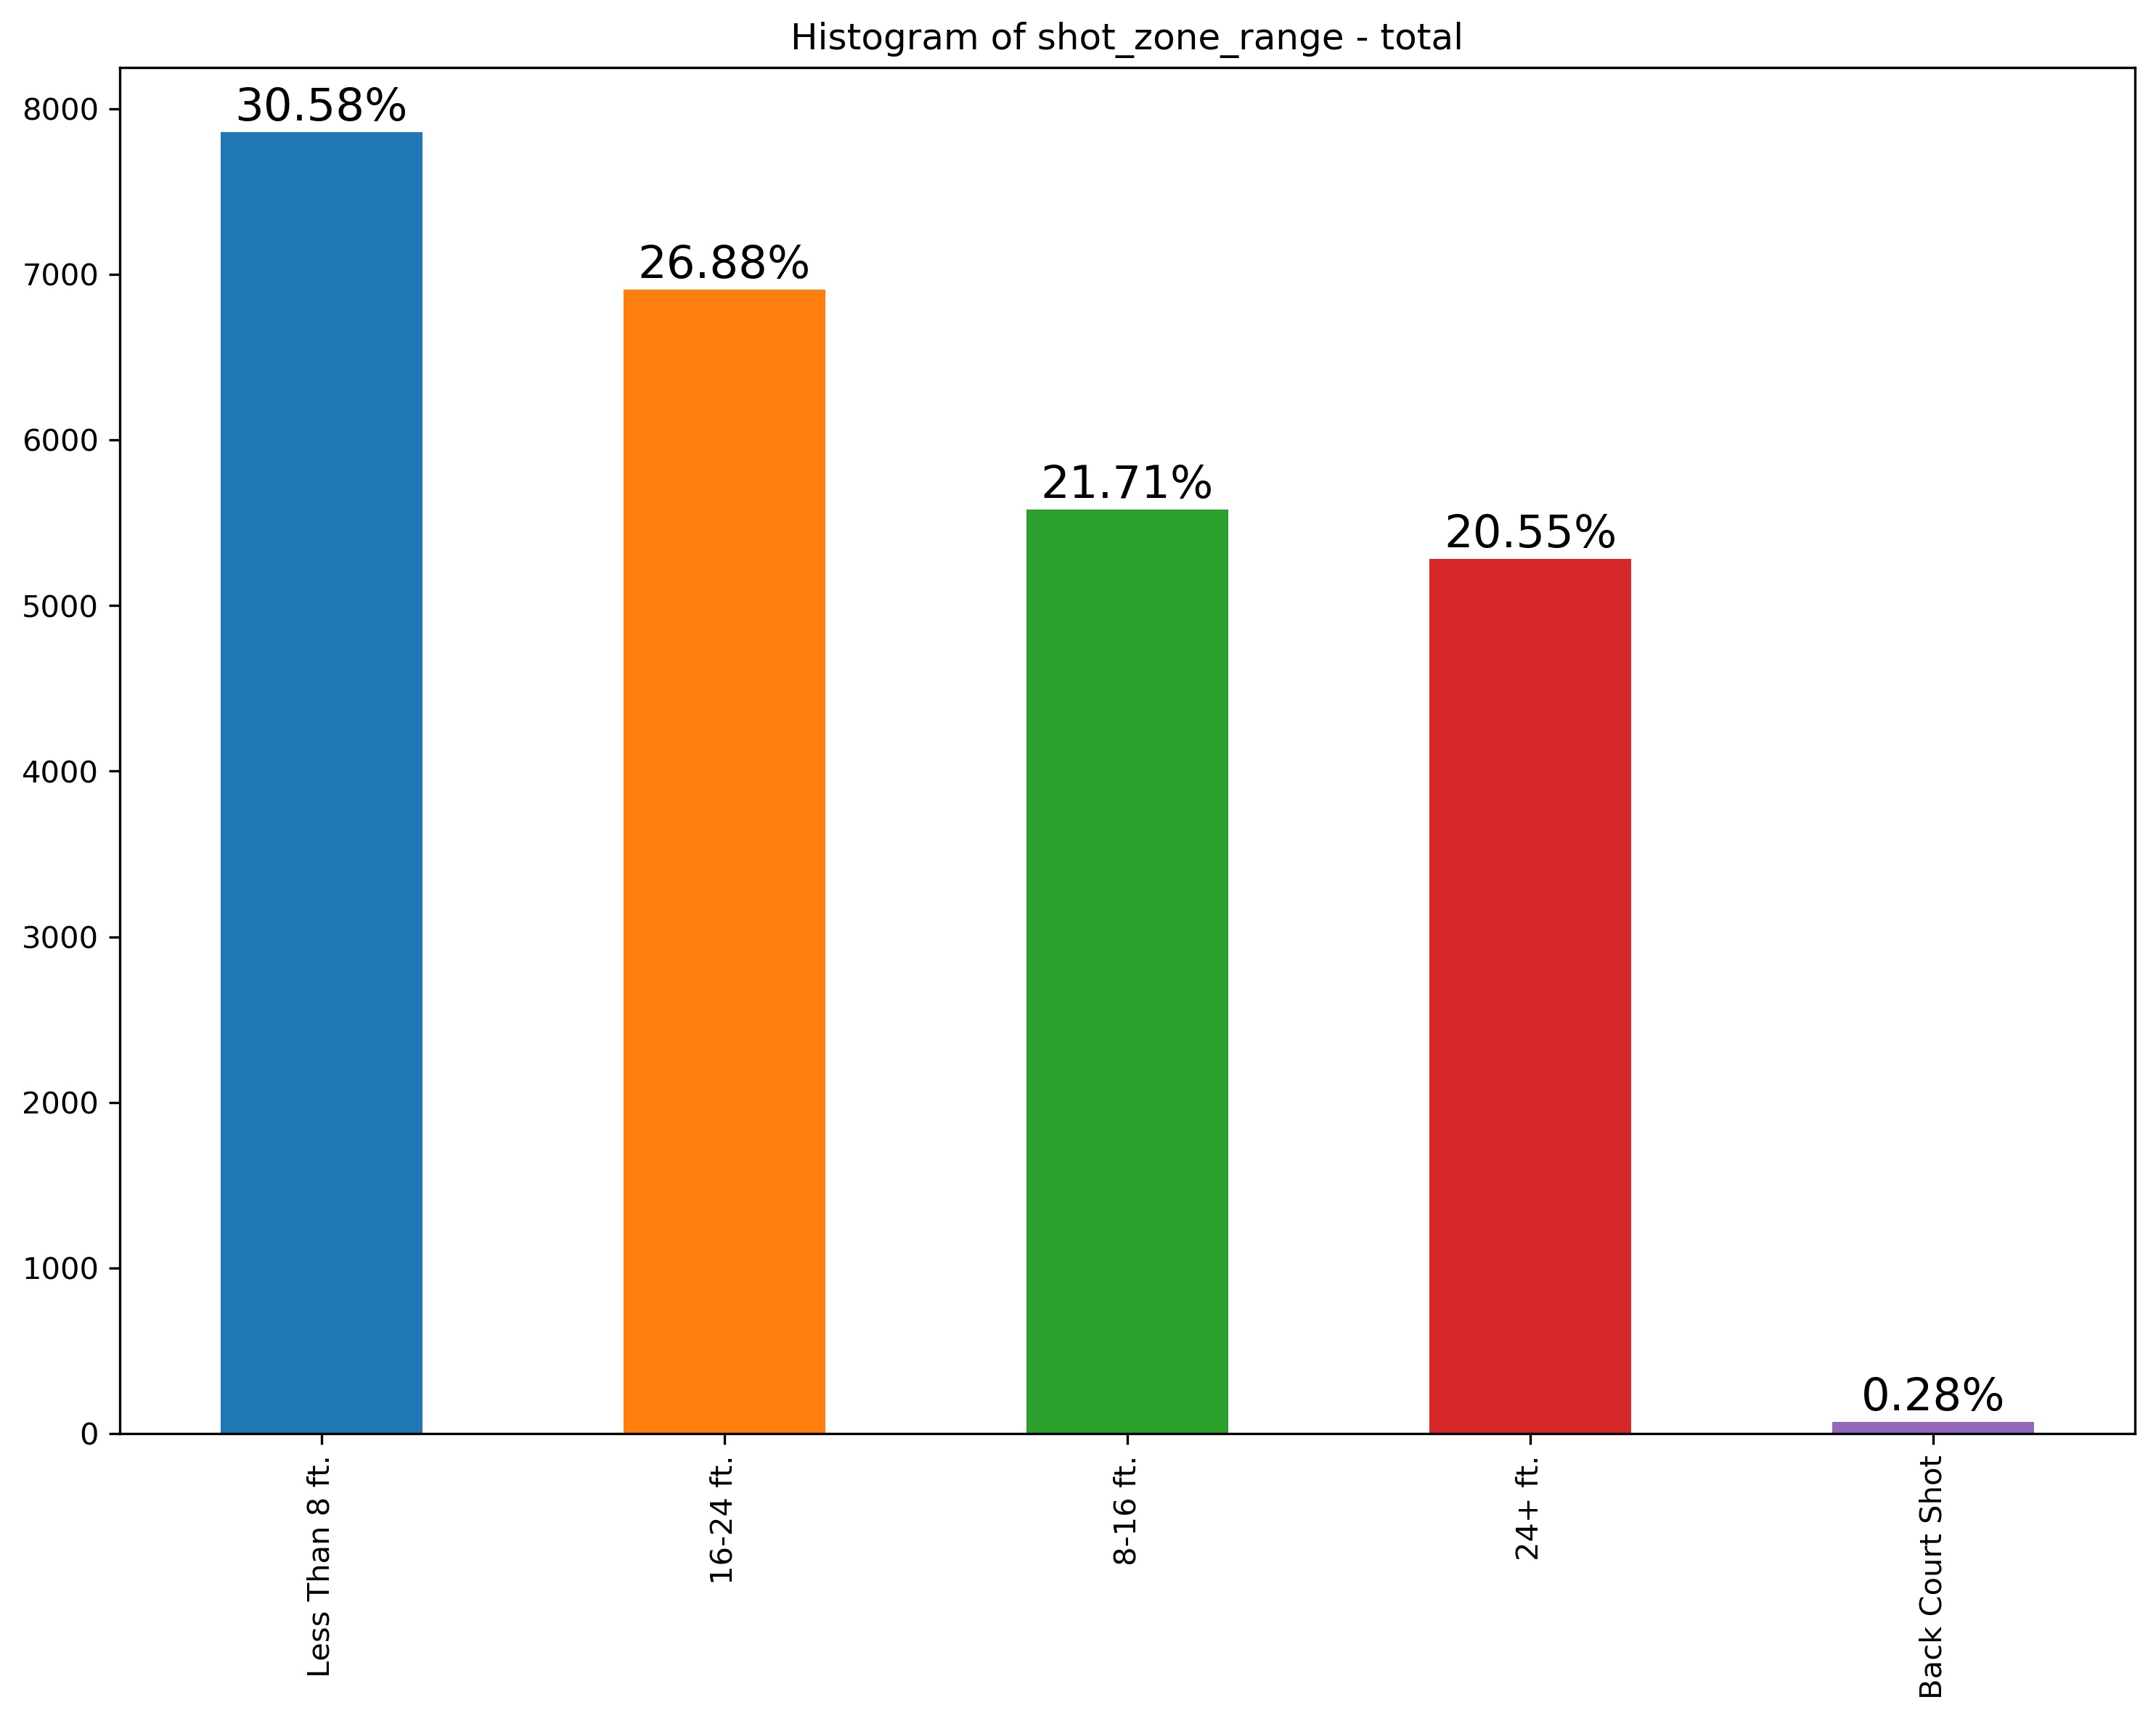 Histogram of shot_zone_range - total
8000
7000
6000
5000
4000
3000
2000
1000
0
30.58%
26.88%
21.71%
20.55%
0.28%
Less Than 8 ft.
16-24 ft.
8-16 ft.
24+ ft.
Back Court Shot